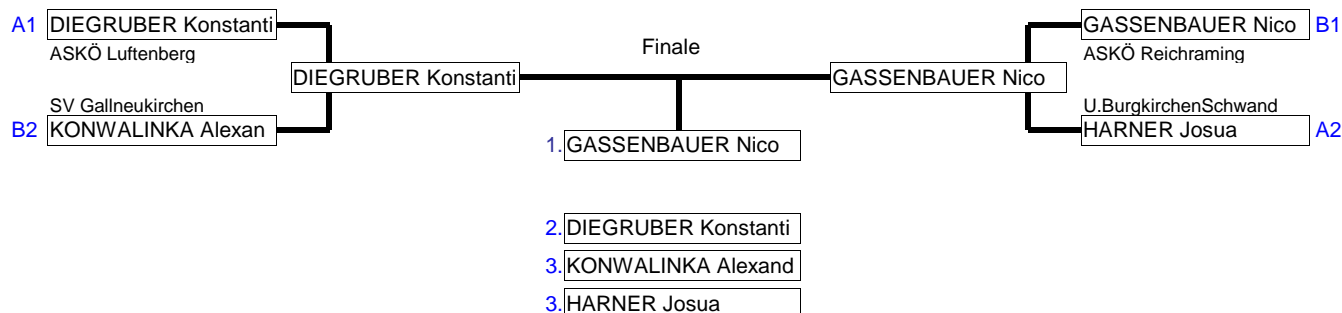 A1 DIEGRUBER Konstanti
ASKÖ Luftenberg
SV Gallneukirchen
B2 KONWALINKA Alexan
DIEGRUBER Konstanti
Finale
GASSENBAUER Nico
GASSENBAUER Nico B1
ASKÖ Reichraming
U.BurgkirchenSchwand
HARNER Josua A2
1. GASSENBAUER Nico
2. DIEGRUBER Konstanti
3. KONWALINKA Alexand
3. HARNER Josua